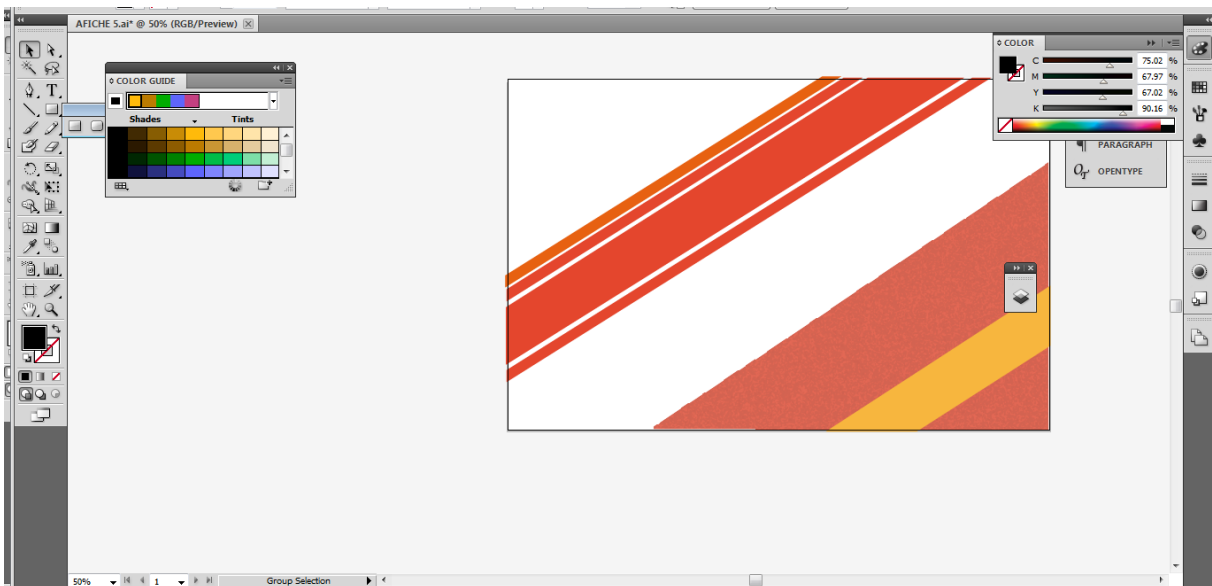 AFICHE 5.ai* @ 50% (RGB/Preview)
COLOR GUIDE
Shades Tints
COLOR
C 75.02 %
M 67.97 %
Y 67.02 %
K 90.16 %
PARAGRAPH
OPENTYPE
50% 1 Group Selection